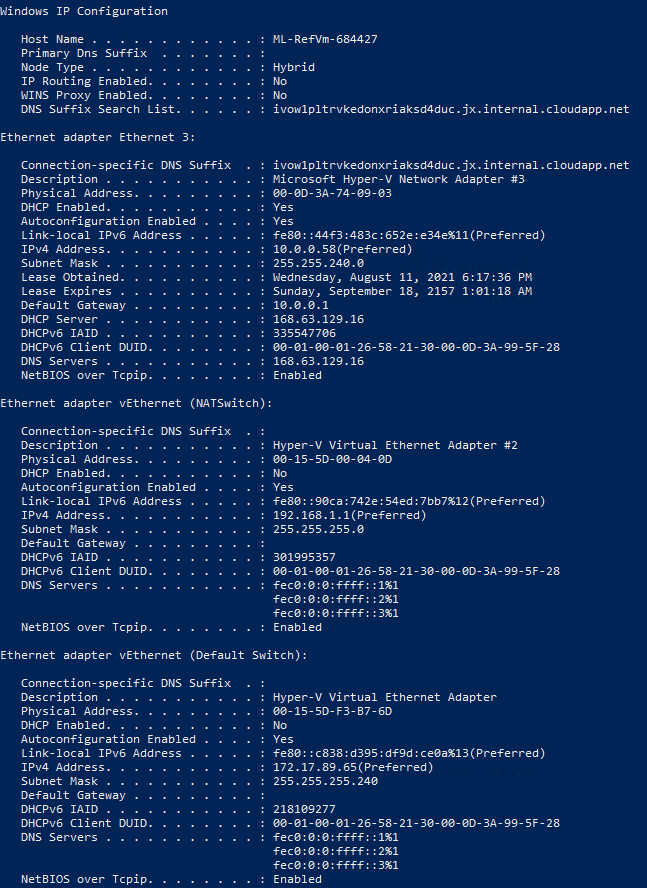 Windows IP Configuration
Host Name . . . . . . . . . . . . : ML-RefVm-684427
Primary Dns Suffix  . . . . . . . :
Node Type . . . . . . . . . . . . : Hybrid
IP Routing Enabled. . . . . . . . : No
WINS Proxy Enabled. . . . . . . . : No
DNS Suffix Search List. . . . . . : ivow1pltrvkedonxriaksd4duc.jx.internal.cloudapp.net
Ethernet adapter Ethernet 3:
Connection-specific DNS Suffix  . : ivow1pltrvkedonxriaksd4duc.jx.internal.cloudapp.net
Description . . . . . . . . . . . : Microsoft Hyper-V Network Adapter #3
Physical Address. . . . . . . . . : 00-0D-3A-74-09-03
DHCP Enabled. . . . . . . . . . . : Yes
Autoconfiguration Enabled . . . . : Yes
Link-local IPv6 Address . . . . . : fe80::44f3:483c:652e:e34e%11(Preferred)
IPv4 Address. . . . . . . . . . . : 10.0.0.58(Preferred)
Subnet Mask . . . . . . . . . . . : 255.255.240.0
Lease Obtained. . . . . . . . . . : Wednesday, August 11, 2021 6:17:36 PM
Lease Expires . . . . . . . . . . : Sunday, September 18, 2157 1:01:18 AM
Default Gateway . . . . . . . . . : 10.0.0.1
DHCP Server . . . . . . . . . . . : 168.63.129.16
DHCPv6 IAID . . . . . . . . . . . : 335547706
DHCPv6 Client DUID. . . . . . . . : 00-01-00-01-26-58-21-30-00-0D-3A-99-5F-28
DNS Servers . . . . . . . . . . . : 168.63.129.16
NetBIOS over Tcpip. . . . . . . . : Enabled
Ethernet adapter vEthernet (NATSwitch):
Connection-specific DNS Suffix  . :
Description . . . . . . . . . . . : Hyper-V Virtual Ethernet Adapter #2
Physical Address. . . . . . . . . : 00-15-5D-00-04-0D
DHCP Enabled. . . . . . . . . . . : No
Autoconfiguration Enabled . . . . : Yes
Link-local IPv6 Address . . . . . : fe80::90ca:742e:54ed:7bb7%12(Preferred)
IPv4 Address. . . . . . . . . . . : 192.168.1.1(Preferred)
Subnet Mask . . . . . . . . . . . : 255.255.255.0
Default Gateway . . . . . . . . . :
DHCPv6 IAID . . . . . . . . . . . : 301995357
DHCPv6 Client DUID. . . . . . . . : 00-01-00-01-26-58-21-30-00-0D-3A-99-5F-28
DNS Servers . . . . . . . . . . . : fec0:0:0:ffff::1%1
fec0:0:0:ffff::2%1
fec0:0:0:ffff::3%1
NetBIOS over Tcpip. . . . . . . . : Enabled
Ethernet adapter vEthernet (Default Switch):
Connection-specific DNS Suffix  . :
Description . . . . . . . . . . . : Hyper-V Virtual Ethernet Adapter
Physical Address. . . . . . . . . : 00-15-5D-F3-B7-6D
DHCP Enabled. . . . . . . . . . . : No
Autoconfiguration Enabled . . . . : Yes
Link-local IPv6 Address . . . . . : fe80::c838:d395:df9d:ce0a%13(Preferred)
IPv4 Address. . . . . . . . . . . : 172.17.89.65(Preferred)
Subnet Mask . . . . . . . . . . . : 255.255.255.240
Default Gateway . . . . . . . . . :
DHCPv6 IAID . . . . . . . . . . . : 218109277
DHCPv6 Client DUID. . . . . . . . : 00-01-00-01-26-58-21-30-00-0D-3A-99-5F-28
DNS Servers . . . . . . . . . . . : fec0:0:0:ffff::1%1
fec0:0:0:ffff::2%1
fec0:0:0:ffff::3%1
NetBIOS over Tcpip. . . . . . . . : Enabled